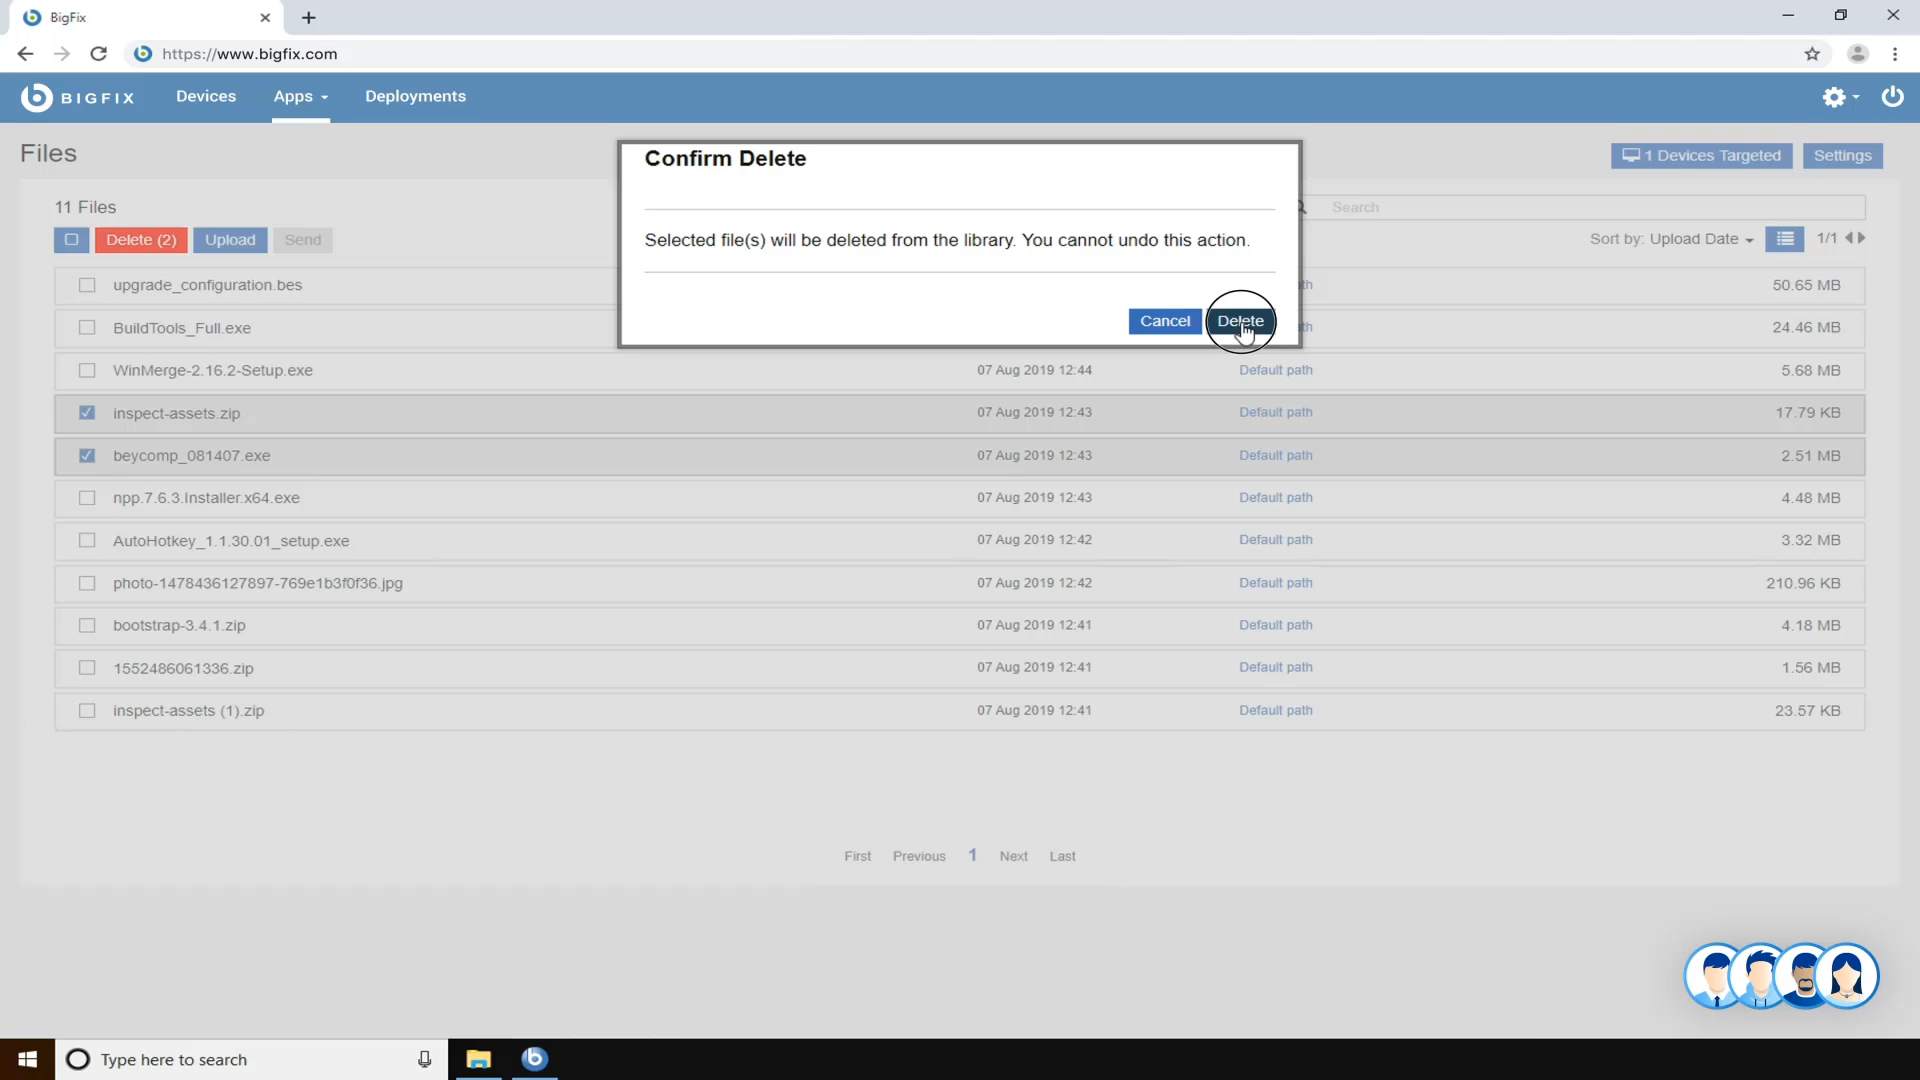 BigFix
https://www.bigfix.com
BIGFIX Devices Apps Deployments
Files
Confirm Delete
1 Devices Targeted Settings
11 Files
Search
Delete (2) Upload Send
Selected file(s) will be deleted from the library. You cannot undo this action.
Sort by: Upload Date 1/1
Cancel Delete
upgrade_configuration.bes th 50.65 MB
BuildTools_Full.exe th 24.46 MB
WinMerge-2.16.2-Setup.exe 07 Aug 2019 12:44 Default path 5.68 MB
inspect-assets.zip 07 Aug 2019 12:43 Default path 17.79 KB
beycomp_081407.exe 07 Aug 2019 12:43 Default path 2.51 MB
npp.7.6.3.Installer.x64.exe 07 Aug 2019 12:43 Default path 4.48 MB
AutoHotkey_1.1.30.01_setup.exe 07 Aug 2019 12:42 Default path 3.32 MB
photo-1478436127897-769e1b3f0f36.jpg 07 Aug 2019 12:42 Default path 210.96 KB
bootstrap-3.4.1.zip 07 Aug 2019 12:41 Default path 4.18 MB
1552486061336.zip 07 Aug 2019 12:41 Default path 1.56 MB
inspect-assets (1).zip 07 Aug 2019 12:41 Default path 23.57 KB
First Previous 1 Next Last
Type here to search